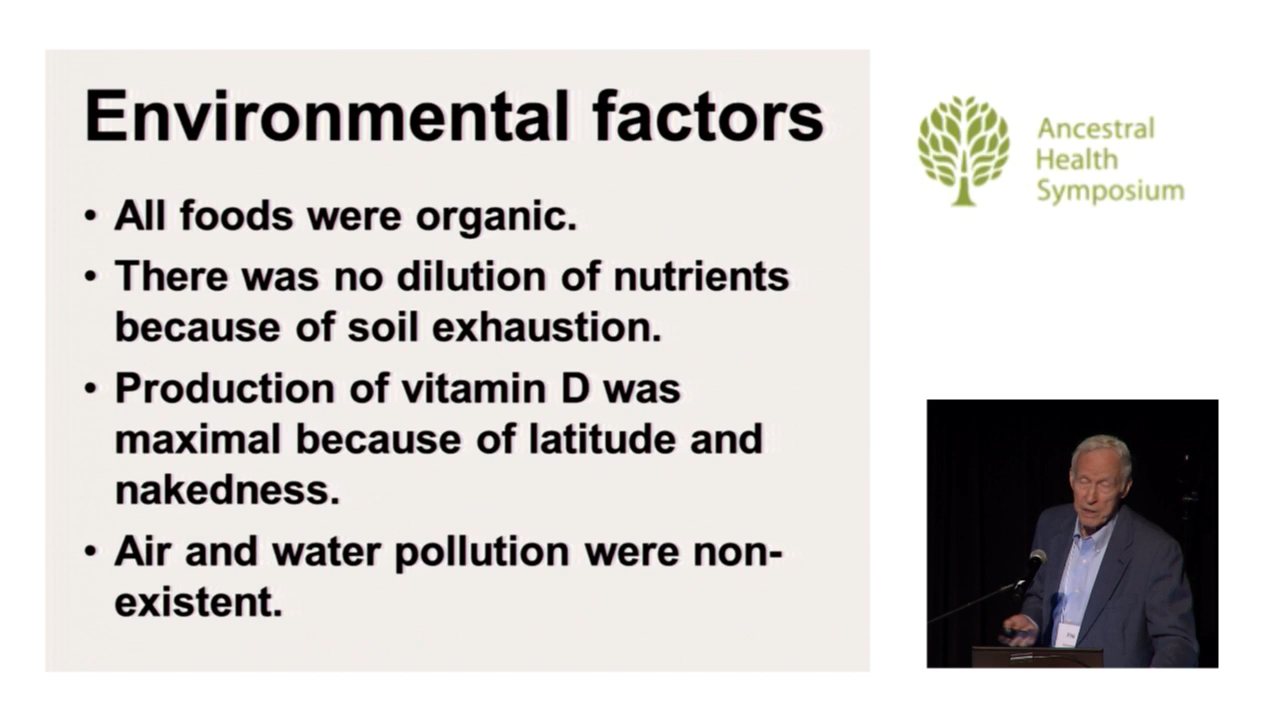 Environmental factors
• All foods were organic.
• There was no dilution of nutrients
because of soil exhaustion.
• Production of vitamin D was
maximal because of latitude and
nakedness.
• Air and water pollution were non-
existent.
Ancestral
Health
Symposium